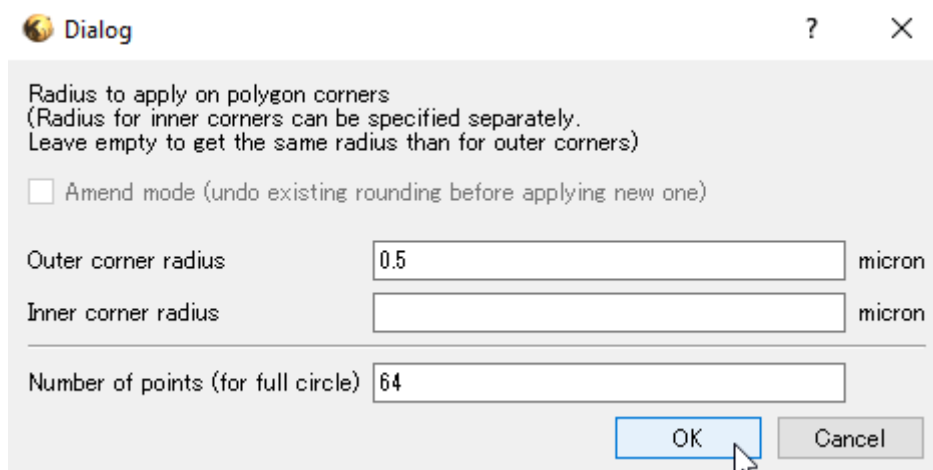 Dialog
Radius to apply on polygon corners
(Radius for inner corners can be specified separately.
Leave empty to get the same radius than for outer corners)
Amend mode (undo existing rounding before applying new one)
Outer corner radius 0.5 micron
Inner corner radius micron
Number of points (for full circle) 64
OK Cancel